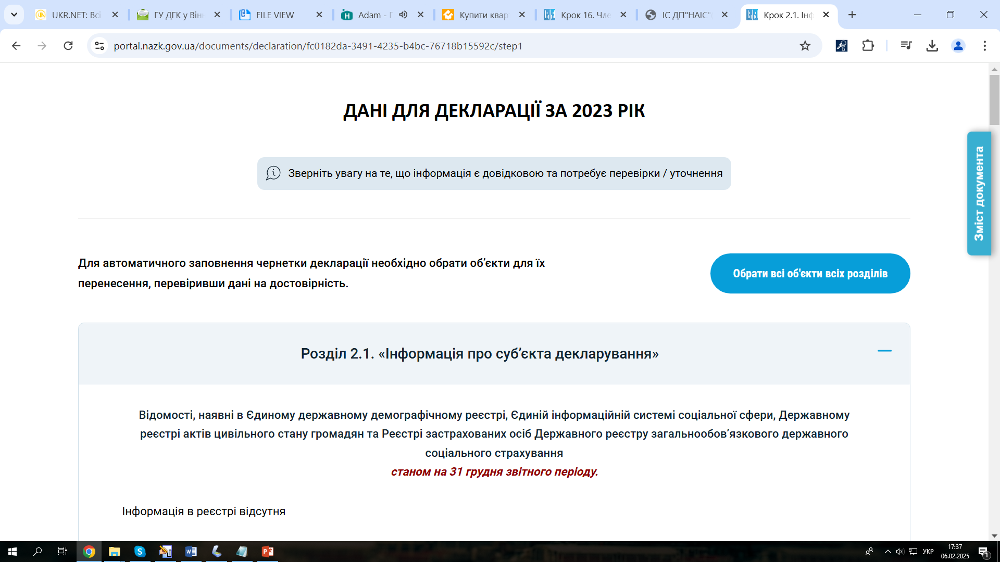 UKR.NET: Всі
ГУ ДГК у Вінн
FILE VIEW
Adam - Г
Купити квар
Крок 16. Чле
ІС ДП"НАІС"
Крок 2.1. Інф
portal.nazk.gov.ua/documents/declaration/fc0182da-3491-4235-b4bc-76718b15592c/step1
ДАНІ ДЛЯ ДЕКЛАРАЦІЇ ЗА 2023 РІК
Зверніть увагу на те, що інформація є довідковою та потребує перевірки / уточнення
Зміст документа
Для автоматичного заповнення чернетки декларації необхідно обрати об’єкти для їх
перенесення, перевіривши дані на достовірність.
Обрати всі об'єкти всіх розділів
Розділ 2.1. «Інформація про суб’єкта декларування»
Відомості, наявні в Єдиному державному демографічному реєстрі, Єдиній інформаційній системі соціальної сфери, Державному
реєстрі актів цивільного стану громадян та Реєстрі застрахованих осіб Державного реєстру загальнообов’язкового державного
соціального страхування
станом на 31 грудня звітного періоду.
Інформація в реєстрі відсутня
УКР
17:37
06.02.2025
1